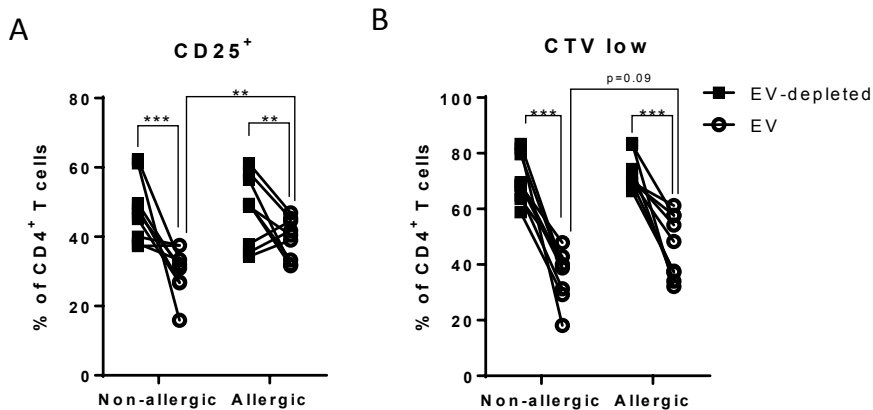 A
CD25+
% of CD4+ T cells
80
60
40
20
0
***
**
**
Non-allergic Allergic
B
CTV low
% of CD4+ T cells
100
80
60
40
20
0
***
p=0.09
***
Non-allergic Allergic
EV-depleted
EV